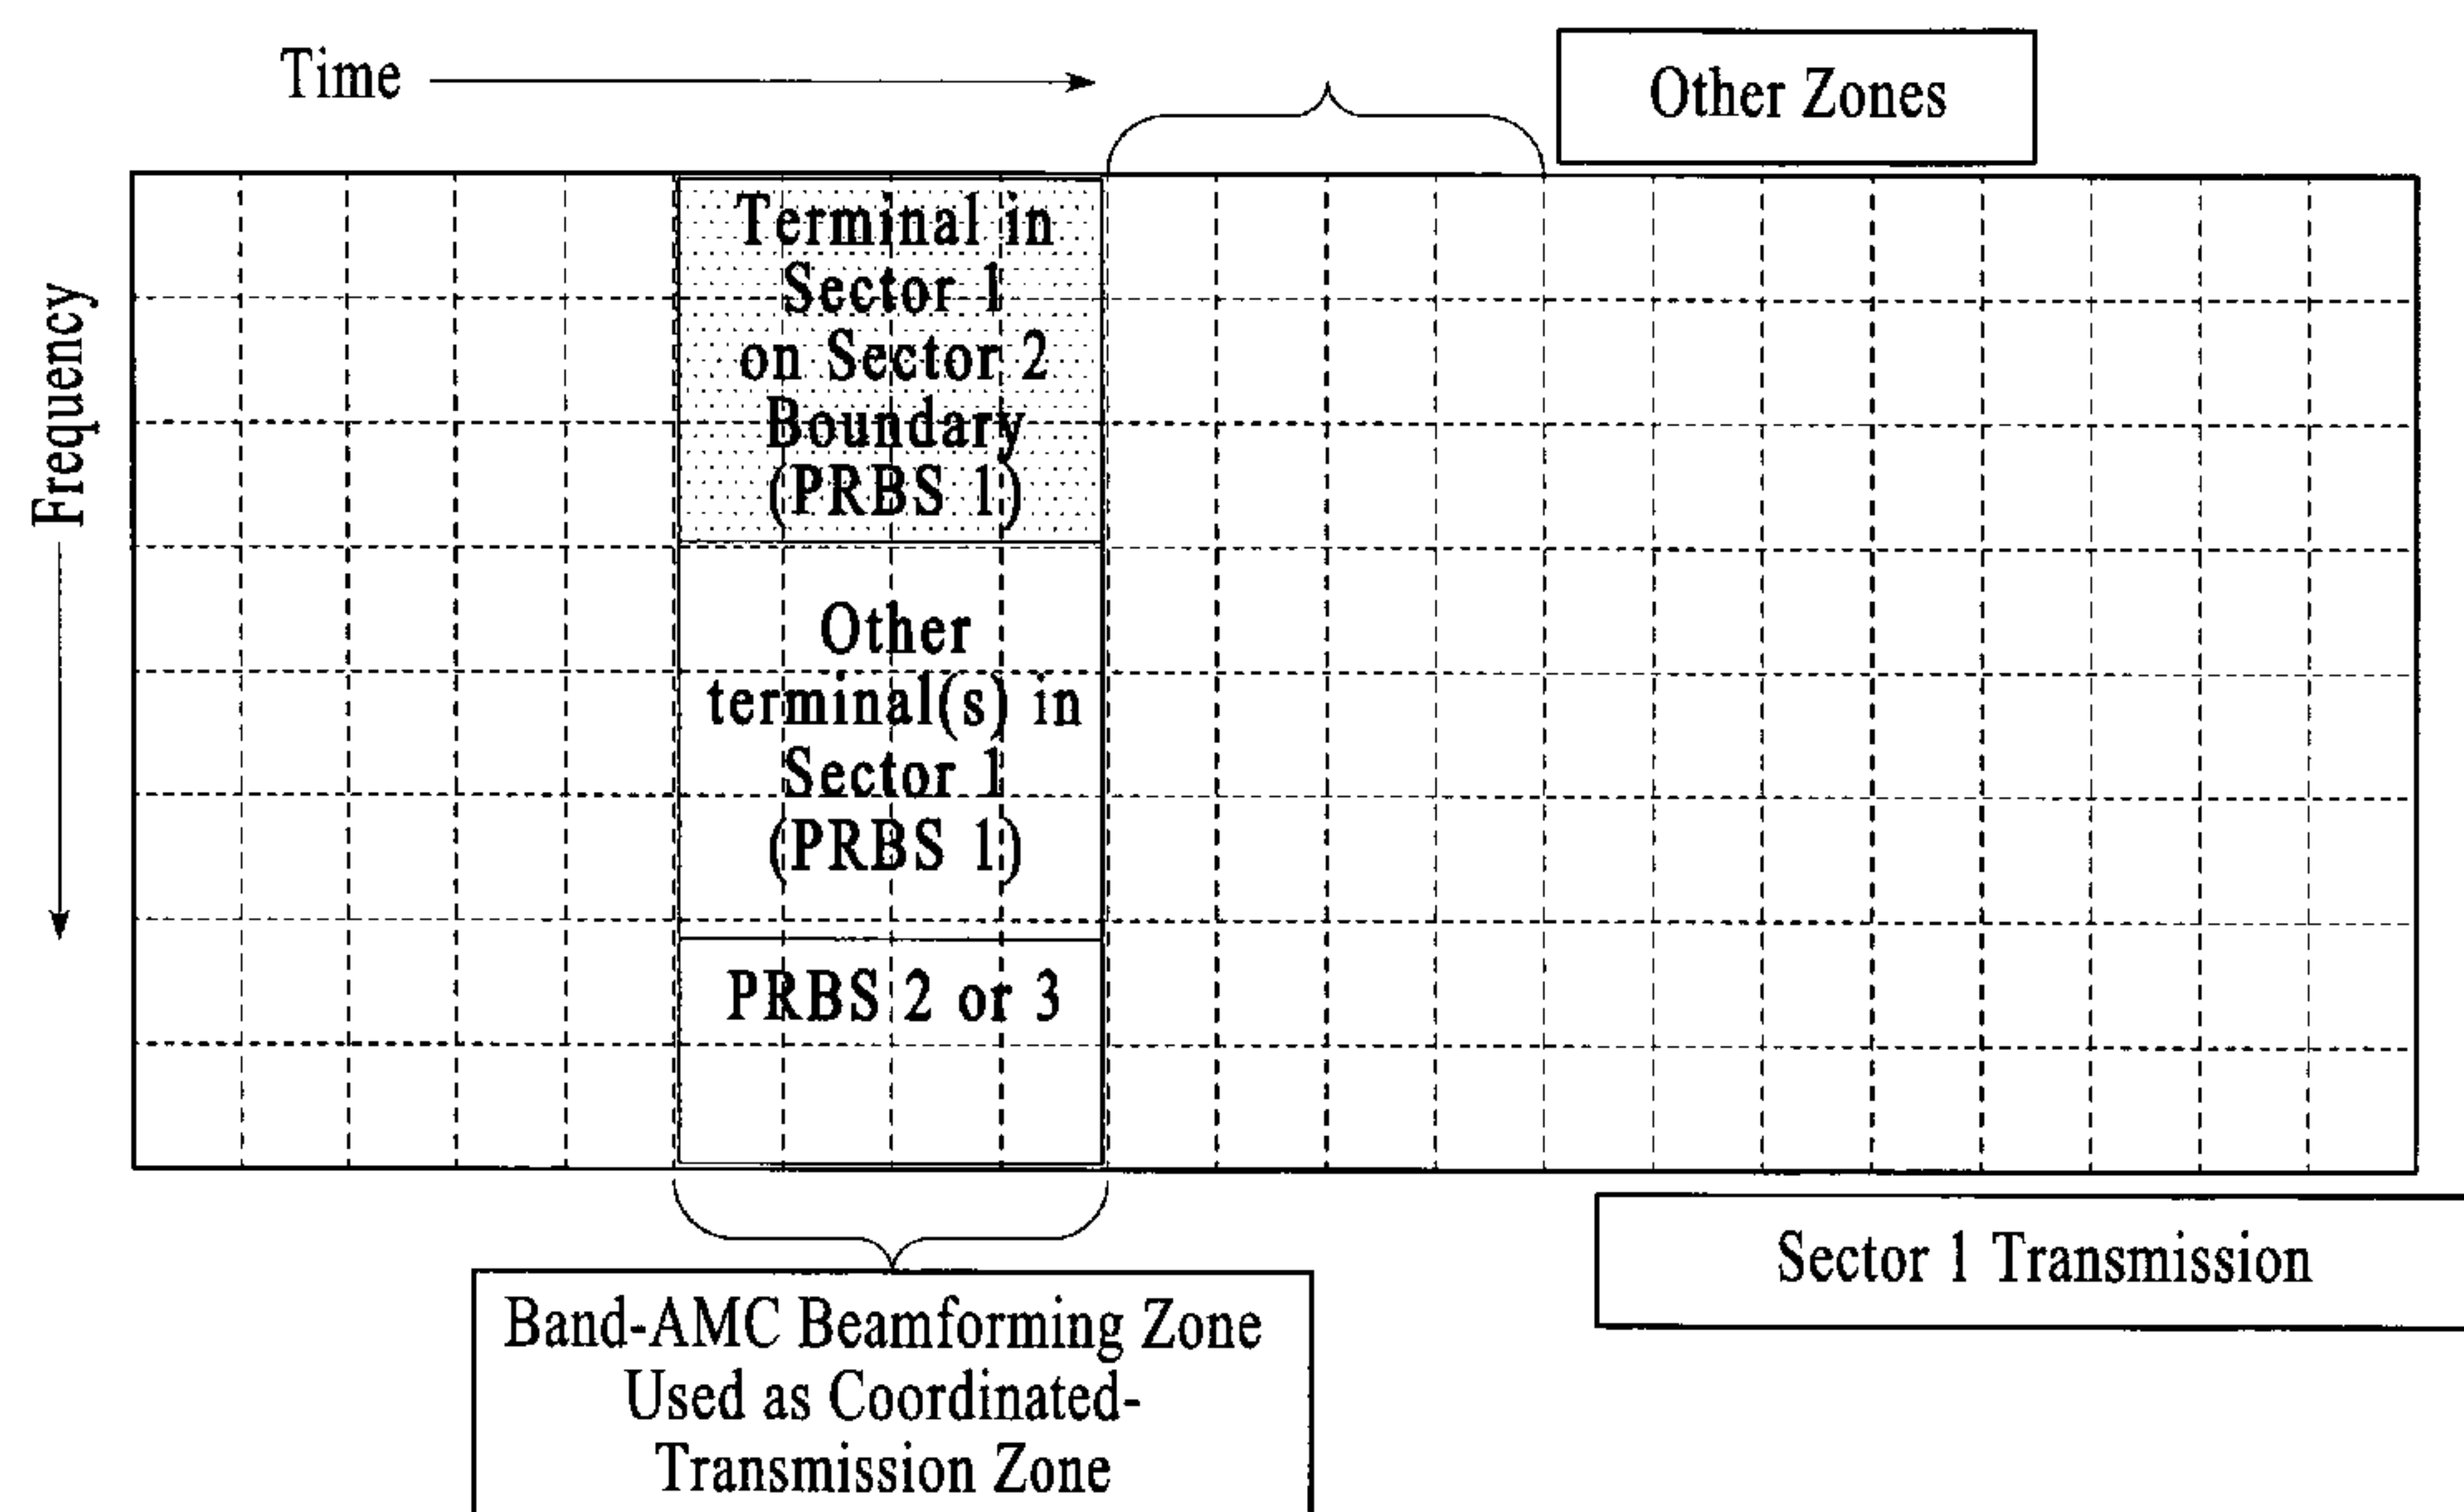 Time
Other Zones
Frequency
Terminal in
Sector 1
on Sector 2
Boundary
(PRBS 1)
Other
terminal(s) in
Sector 1
(PRBS 1)
PRBS 2 or 3
Sector 1 Transmission
Band-AMC Beamforming Zone
Used as Coordinated-
Transmission Zone